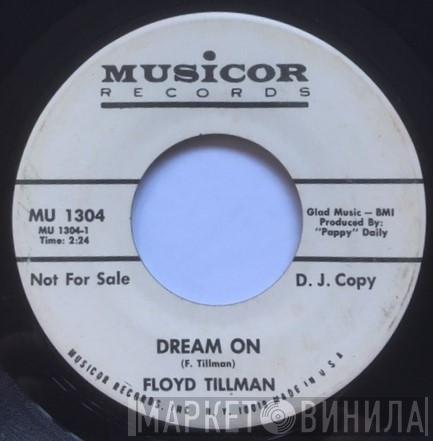 MUSICOR
RECORDS
MU 1304
MU 1304-1
Time: 2:24
Glad Music — BMI
Produced By:
"Pappy" Daily
Not For Sale
D. J. Copy
DREAM ON
(F. Tillman)
FLOYD TILLMAN
MUSICOR RECORDS, INC. N.Y. MADE IN U S A
МАРКЕТ ВИНИЛА